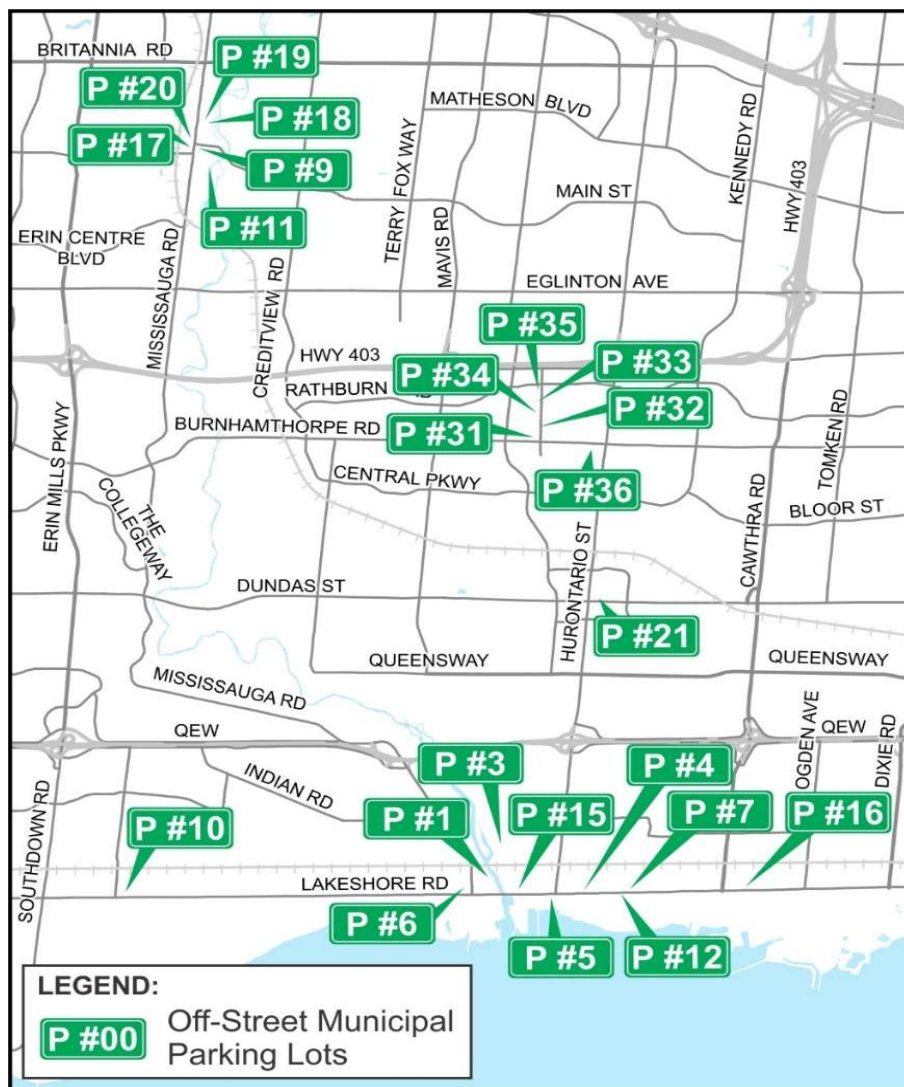 BRITANNIA RD
P #19
P #20
MATHESON BLVD
P #18
P #17
P #9
KENNEDY RD
HWY 403
TERRY FOX WAY
MAIN ST
P #11
ERIN CENTRE
BLVD
MISSISSAUGA RD
CREDITVIEW RD
MAVIS RD
EGLINTON AVE
P #35
HWY 403
P #33
P #34
RATHBURN
P #32
BURNHAMTHORPE RD
P #31
TOMKEN RD
ERIN MILLS PKWY
CENTRAL PKWY
P #36
THE
COLLEGEWAY
BLOOR ST
CAWTHRA RD
HURONTARIO ST
DUNDAS ST
P #21
QUEENSWAY
QUEENSWAY
MISSISSAUGA RD
QEW
QEW
OGDEN AVE
DIXIE RD
P #3
P #4
INDIAN RD
SOUTHDOWN RD
P #10
P #1
P #15
P #7
P #16
LAKESHORE RD
P #6
P #5
P #12
LEGEND:
P #00
Off-Street Municipal
Parking Lots